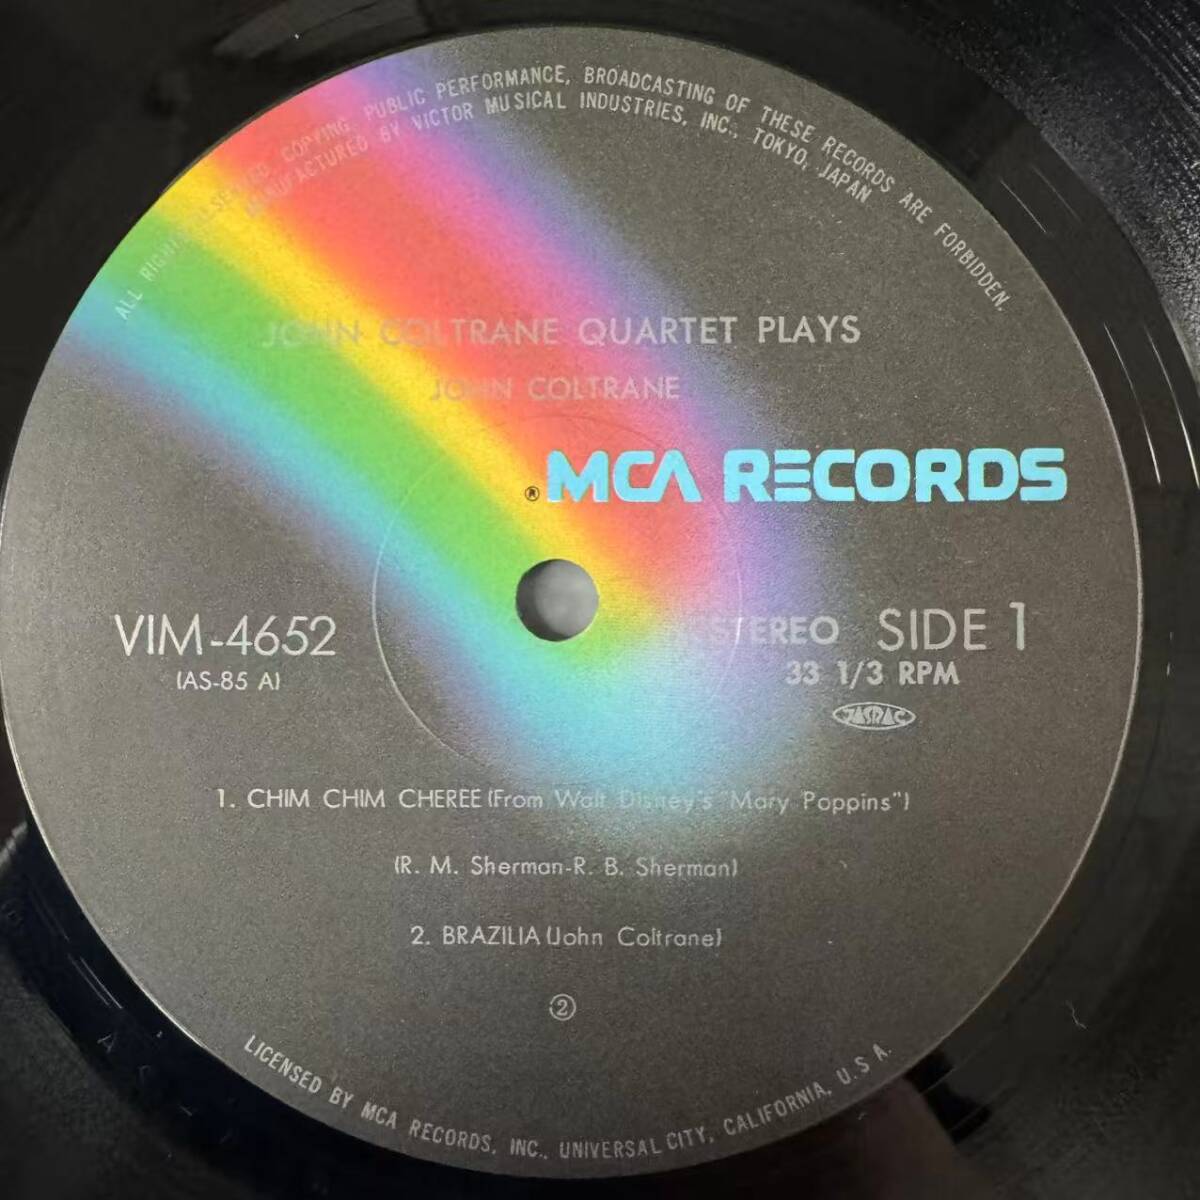 ALL RIGHTS RESERVED COPYING, PUBLIC PERFORMANCE, BROADCASTING OF THESE RECORDS ARE FORBIDDEN.
MANUFACTURED BY VICTOR MUSICAL INDUSTRIES, INC., TOKYO, JAPAN
JOHN COLTRANE QUARTET PLAYS
JOHN COLTRANE
® MCA RECORDS
VIM-4652
(AS-85 A)
STEREO SIDE 1
33 1/3 RPM
JASRAC
1. CHIM CHIM CHEREE (From Walt Disney's "Mary Poppins")
(R. M. Sherman-R. B. Sherman)
2. BRAZILIA (John Coltrane)
②
LICENSED BY MCA RECORDS, INC., UNIVERSAL CITY, CALIFORNIA, U.S.A.